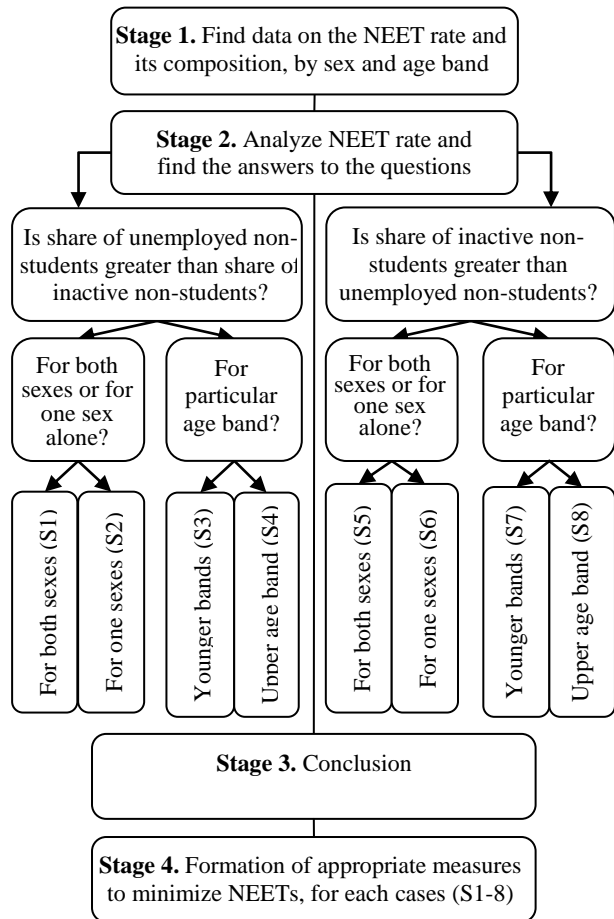 Stage 1. Find data on the NEET rate and
its composition, by sex and age band
Stage 2. Analyze NEET rate and
find the answers to the questions
Is share of unemployed non-
students greater than share of
inactive non-students?
Is share of inactive non-
students greater than
unemployed non-students?
For both
sexes or for
one sex
alone?
For
particular
age band?
For both
sexes or for
one sex
alone?
For
particular
age band?
For both sexes (S1)
For one sexes (S2)
Younger bands (S3)
Upper age band (S4)
For both sexes (S5)
For one sexes (S6)
Younger bands (S7)
Upper age band (S8)
Stage 3. Conclusion
Stage 4. Formation of appropriate measures
to minimize NEETs, for each cases (S1-8)